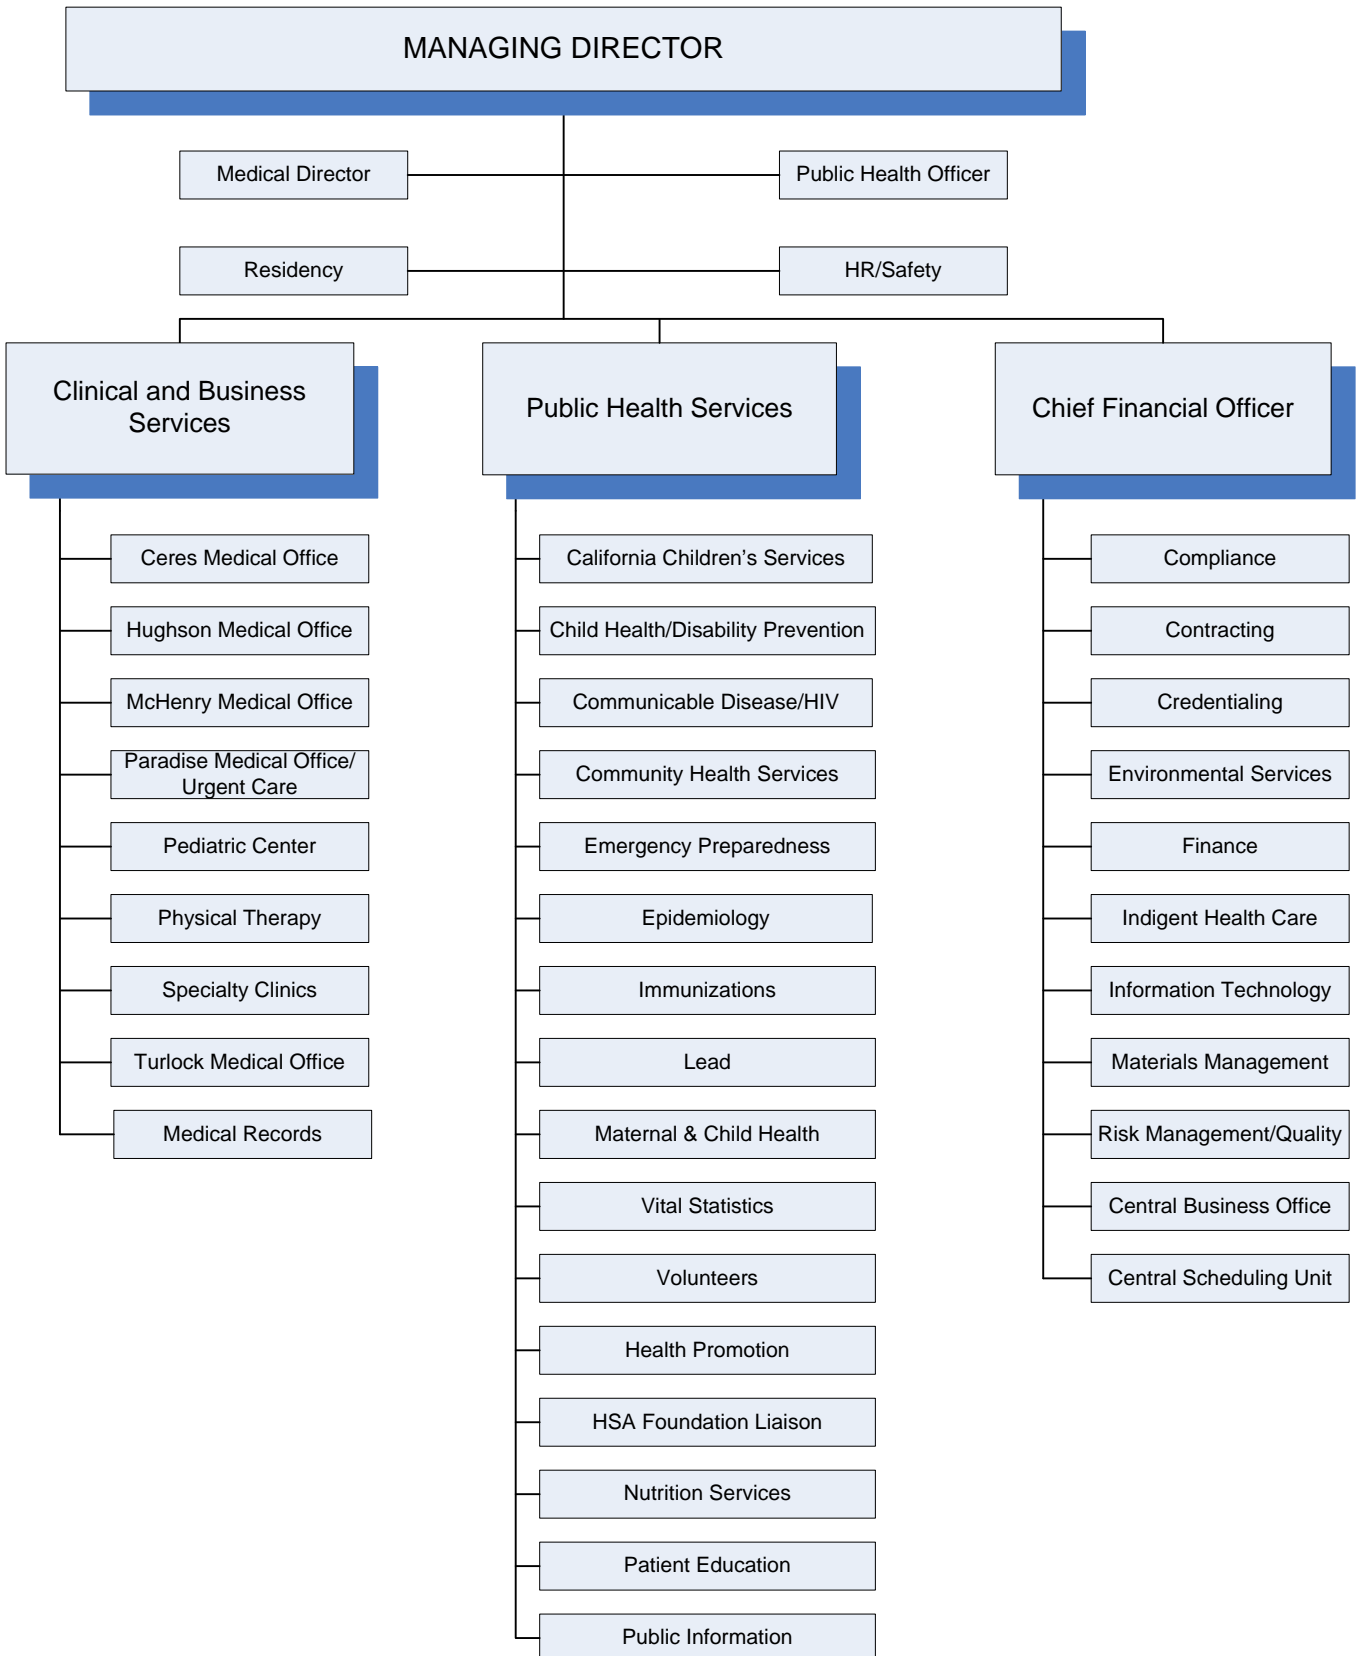 MANAGING DIRECTOR
Medical Director
Public Health Officer
Residency
HR/Safety
Clinical and Business
Services
Public Health Services
Chief Financial Officer
Ceres Medical Office
Hughson Medical Office
McHenry Medical Office
Paradise Medical Office/
Urgent Care
Pediatric Center
Physical Therapy
Specialty Clinics
Turlock Medical Office
Medical Records
California Children’s Services
Child Health/Disability Prevention
Communicable Disease/HIV
Community Health Services
Emergency Preparedness
Epidemiology
Immunizations
Lead
Maternal & Child Health
Vital Statistics
Volunteers
Health Promotion
HSA Foundation Liaison
Nutrition Services
Patient Education
Public Information
Compliance
Contracting
Credentialing
Environmental Services
Finance
Indigent Health Care
Information Technology
Materials Management
Risk Management/Quality
Central Business Office
Central Scheduling Unit